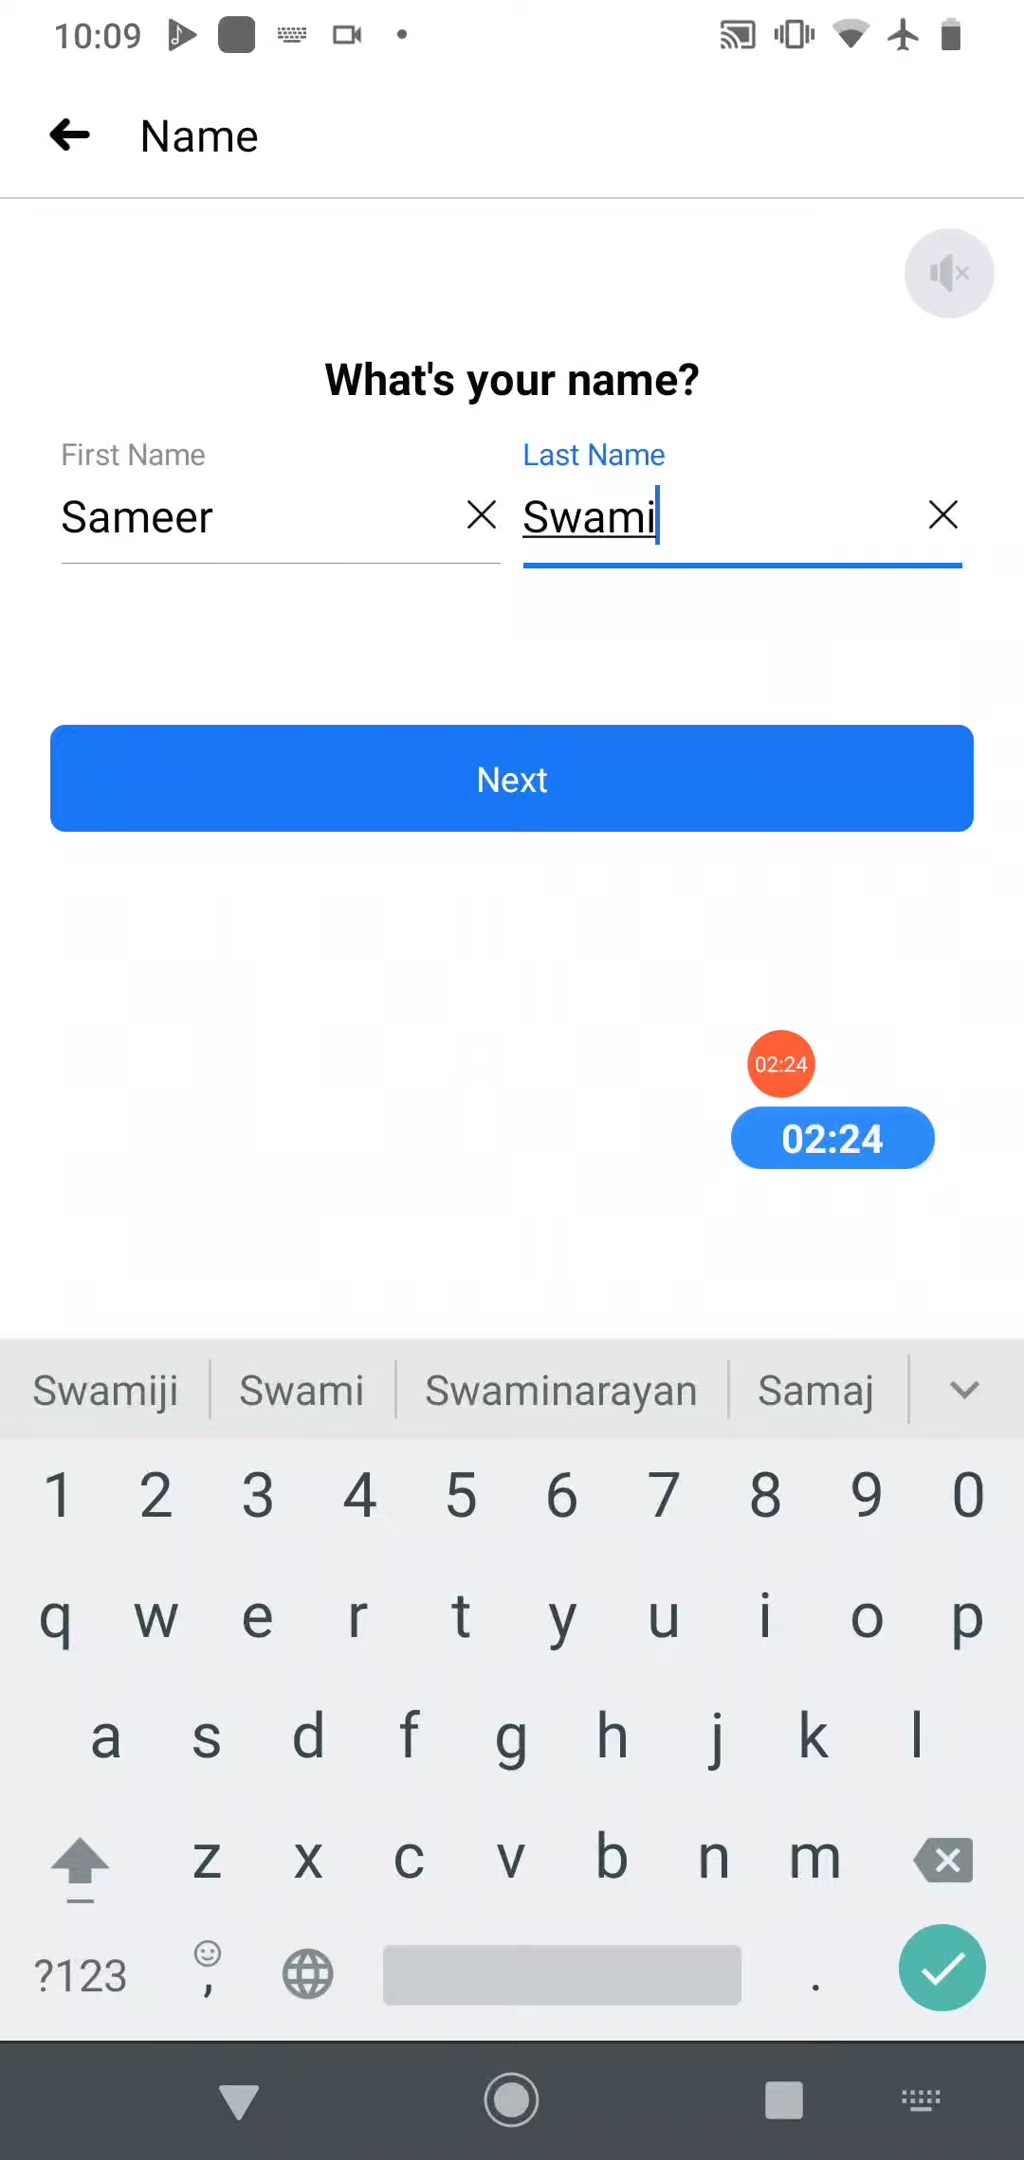 10:09
Name
What's your name?
First Name Last Name
Sameer Swami
Next
02:24
02:24
Swamiji Swami Swaminarayan Samaj
1 2 3 4 5 6 7 8 9 0
q w e r t y u i o p
a s d f g h j k l
z x c v b n m
?123 , .